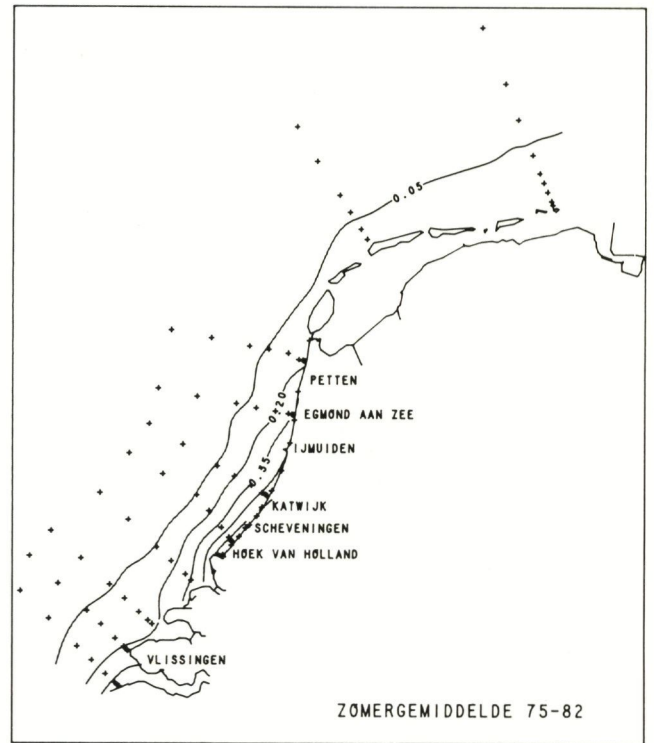 0.05
PETTEN
0.20
EGMOND AAN ZEE
IJMUIDEN
0.35
KATWIJK
SCHEVENINGEN
HOEK VAN HOLLAND
VLISSINGEN
ZOMERGEMIDDELDE 75-82